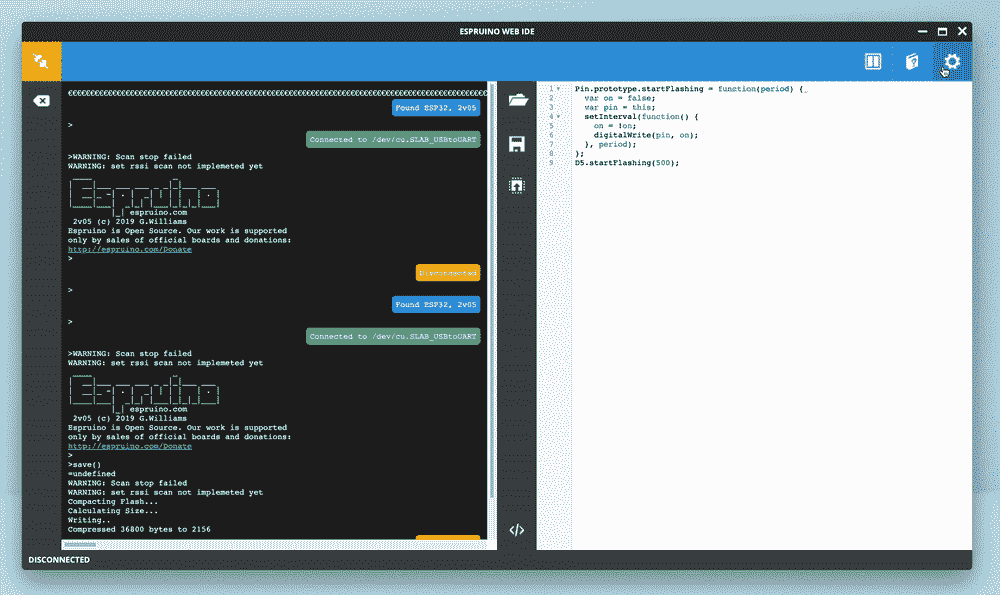 ESPRUINO WEB IDE
Found ESP32, 2v05
>
Connected to /dev/cu.SLAB_USBtoUART
>WARNING: Scan stop failed
WARNING: set rssi scan not implemeted yet
Espruino
|_| espruino.com
2v05 (c) 2019 G.Williams
Espruino is Open Source. Our work is supported
only by sales of official boards and donations:
http://espruino.com/Donate
>
Disconnected
>
Found ESP32, 2v05
>
Connected to /dev/cu.SLAB_USBtoUART
>WARNING: Scan stop failed
WARNING: set rssi scan not implemeted yet
Espruino
|_| espruino.com
2v05 (c) 2019 G.Williams
Espruino is Open Source. Our work is supported
only by sales of official boards and donations:
http://espruino.com/Donate
>
>save()
=undefined
WARNING: Scan stop failed
WARNING: set rssi scan not implemeted yet
Compacting Flash...
Calculating Size...
Writing..
Compressed 36800 bytes to 2156
1 Pin.prototype.startFlashing = function(period) {
2 var on = false;
3 var pin = this;
4 setInterval(function() {
5 on = !on;
6 digitalWrite(pin, on);
7 }, period);
8 };
9 D5.startFlashing(500);
</>
DISCONNECTED